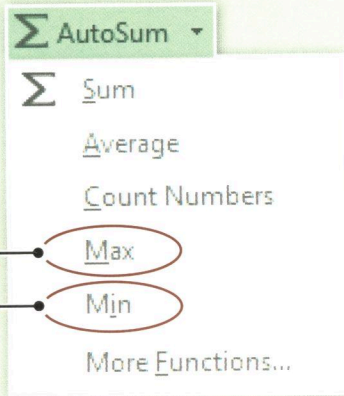 Σ AutoSum
Σ Sum
Average
Count Numbers
Max
Min
More Functions...